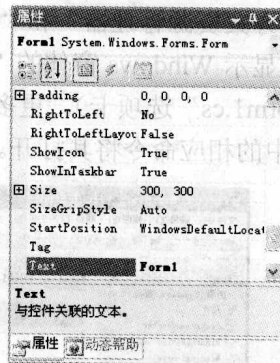 属性
Form1 System.Windows.Forms.Form
Padding 0, 0, 0, 0
RightToLeft No
RightToLeftLayout False
ShowIcon True
ShowInTaskbar True
Size 300, 300
SizeGripStyle Auto
StartPosition WindowsDefaultLocat
Tag
Text Form1
Text
与控件关联的文本。
属性 动态帮助